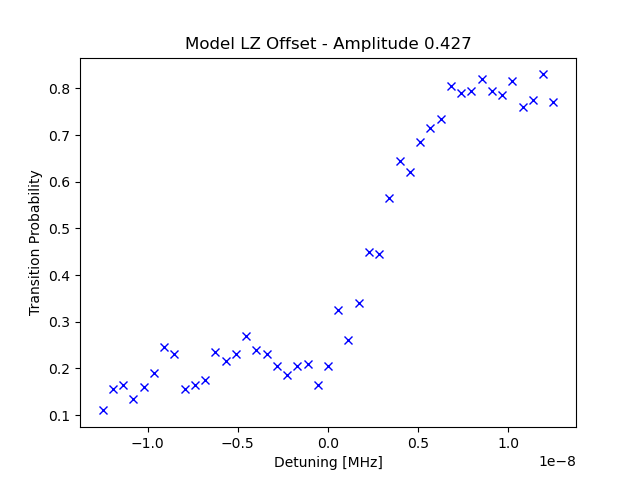 Model LZ Offset - Amplitude 0.427
Transition Probability
0.8
0.7
0.6
0.5
0.4
0.3
0.2
0.1
−1.0 −0.5 0.0 0.5 1.0
1e−8
Detuning [MHz]